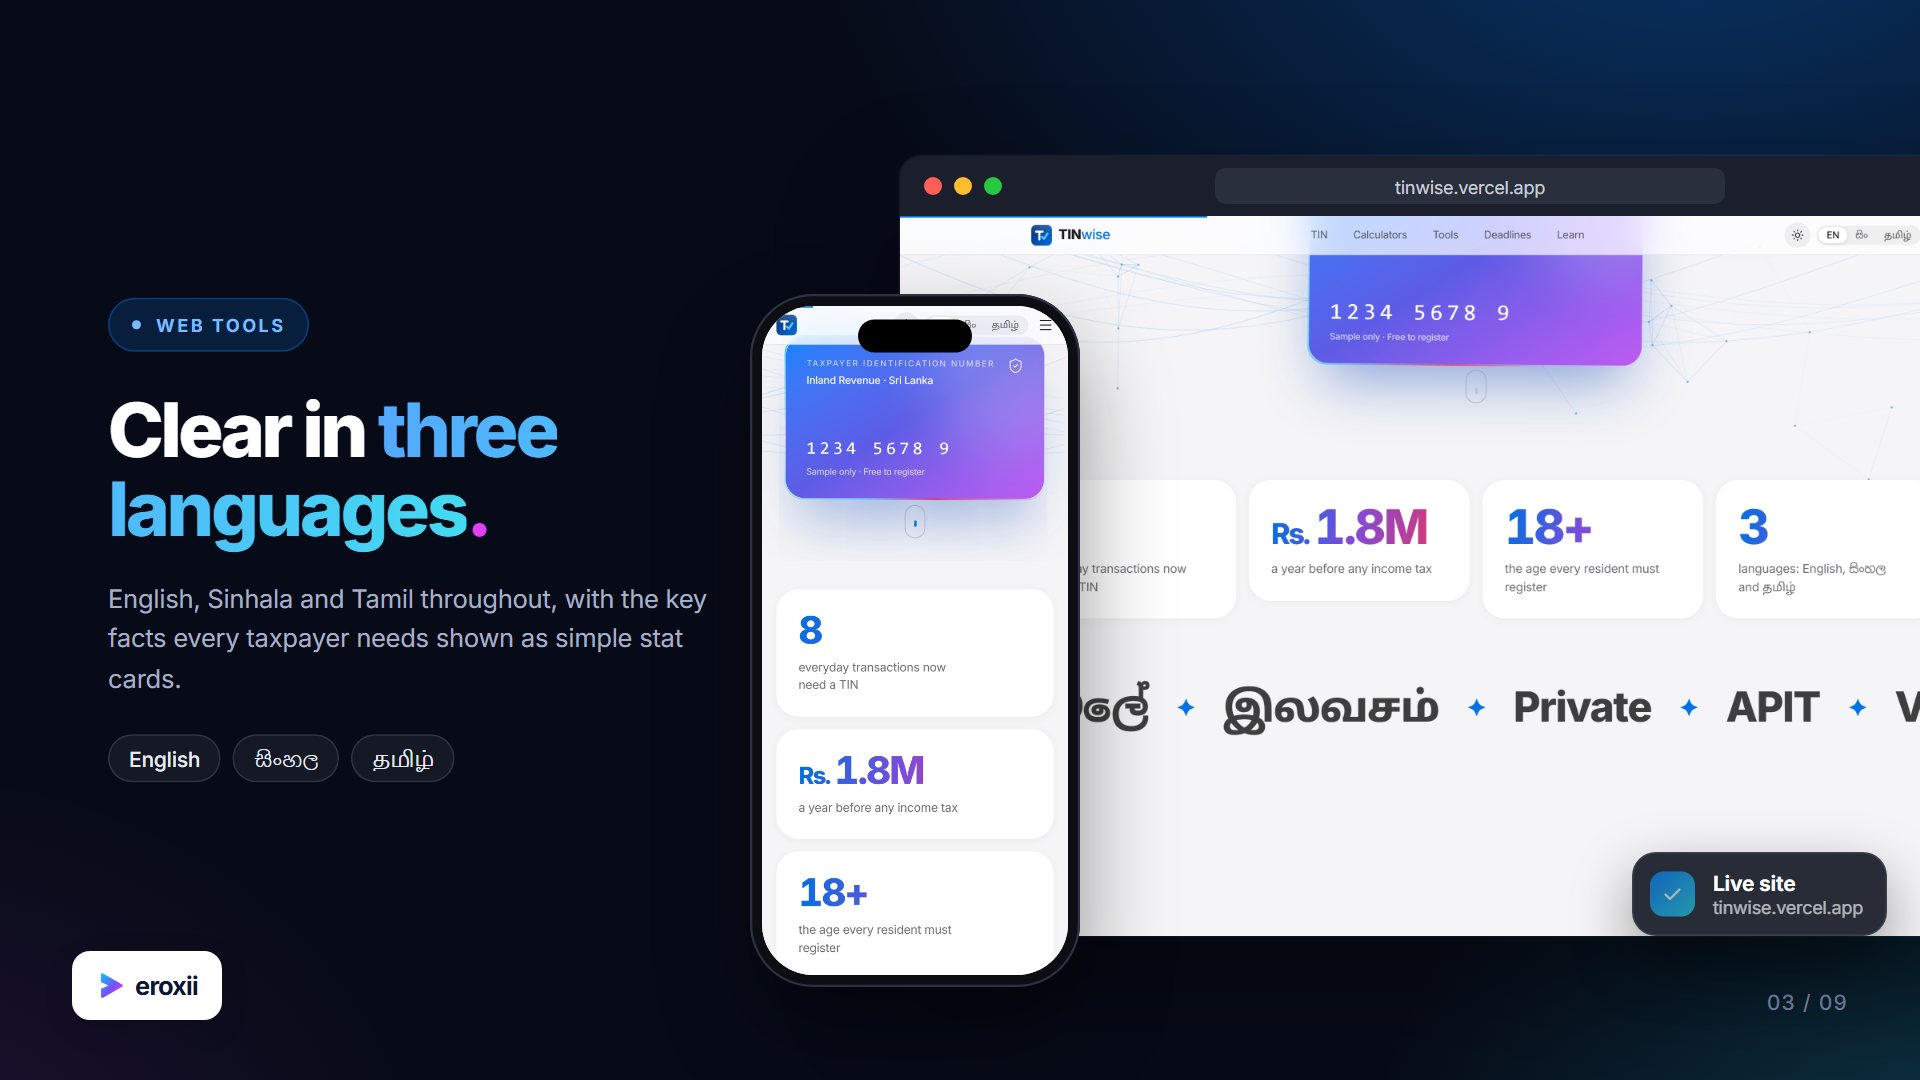 WEB TOOLS
Clear in three
languages.
English, Sinhala and Tamil throughout, with the key
facts every taxpayer needs shown as simple stat
cards.
English
සිංහල
தமிழ்
eroxii
TAXPAYER IDENTIFICATION NUMBER
Inland Revenue · Sri Lanka
1234 5678 9
Sample only · Free to register
தமிழ்
8
everyday transactions now
need a TIN
Rs. 1.8M
a year before any income tax
18+
the age every resident must
register
tinwise.vercel.app
TINwise
TIN Calculators Tools Deadlines Learn
EN සිං தமிழ்
1234 5678 9
Sample only · Free to register
transactions now
TIN
Rs. 1.8M
a year before any income tax
18+
the age every resident must
register
3
languages: English, සිංහල
and தமிழ்
இலவசம் ✦ Private ✦ APIT ✦
Live site
tinwise.vercel.app
03 / 09